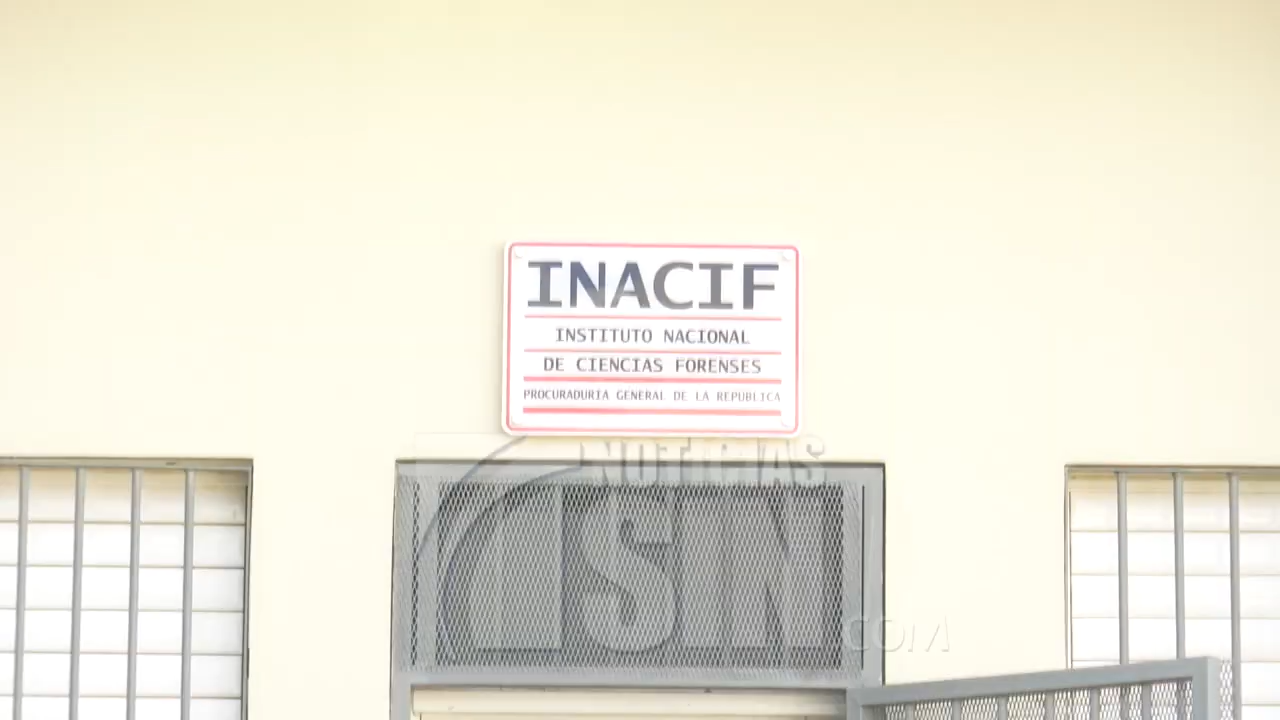 INACIF
INSTITUTO NACIONAL
DE CIENCIAS FORENSES
PROCURADURIA GENERAL DE LA REPUBLICA
NOTICIAS
SIN
.COM